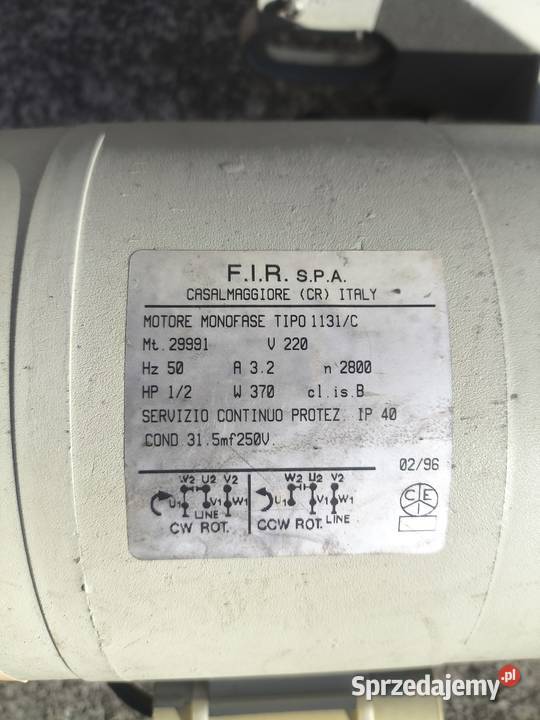 F.I.R. S.P.A.
CASALMAGGIORE (CR) ITALY
MOTORE MONOFASE TIPO 1131/C
Mt. 29991 V 220
Hz 50 A 3.2 n° 2800
HP 1/2 W 370 cl.is.B
SERVIZIO CONTINUO PROTEZ. IP 40
COND 31.5mf250V.
02/96
W2 U2 V2
U1 V1 W1
LINE
CW ROT.
W2 U2 V2
U1 V1 W1
CCW ROT. LINE
CEI
Sprzedajemy.pl